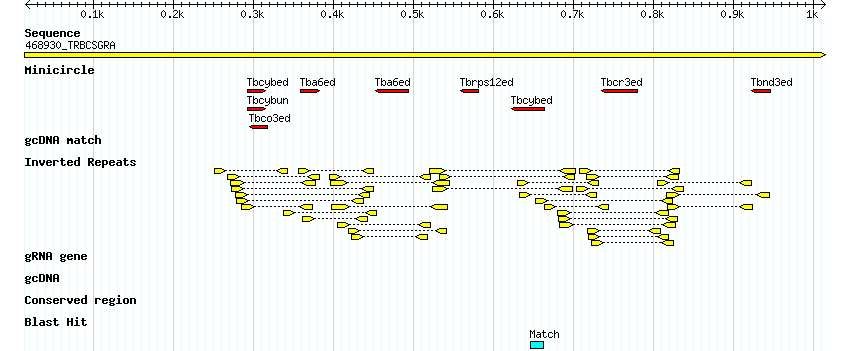 0.1k 0.2k 0.3k 0.4k 0.5k 0.6k 0.7k 0.8k 0.9k 1k
Sequence
468930_TRBCSGRA
Minicircle
Tbcybed Tba6ed Tba6ed Tbrps12ed Tbcr3ed Tbnd3ed
Tbcybun Tbcybed
Tbco3ed
gcDNA match
Inverted Repeats
gRNA gene
gcDNA
Conserved region
Blast Hit
Match